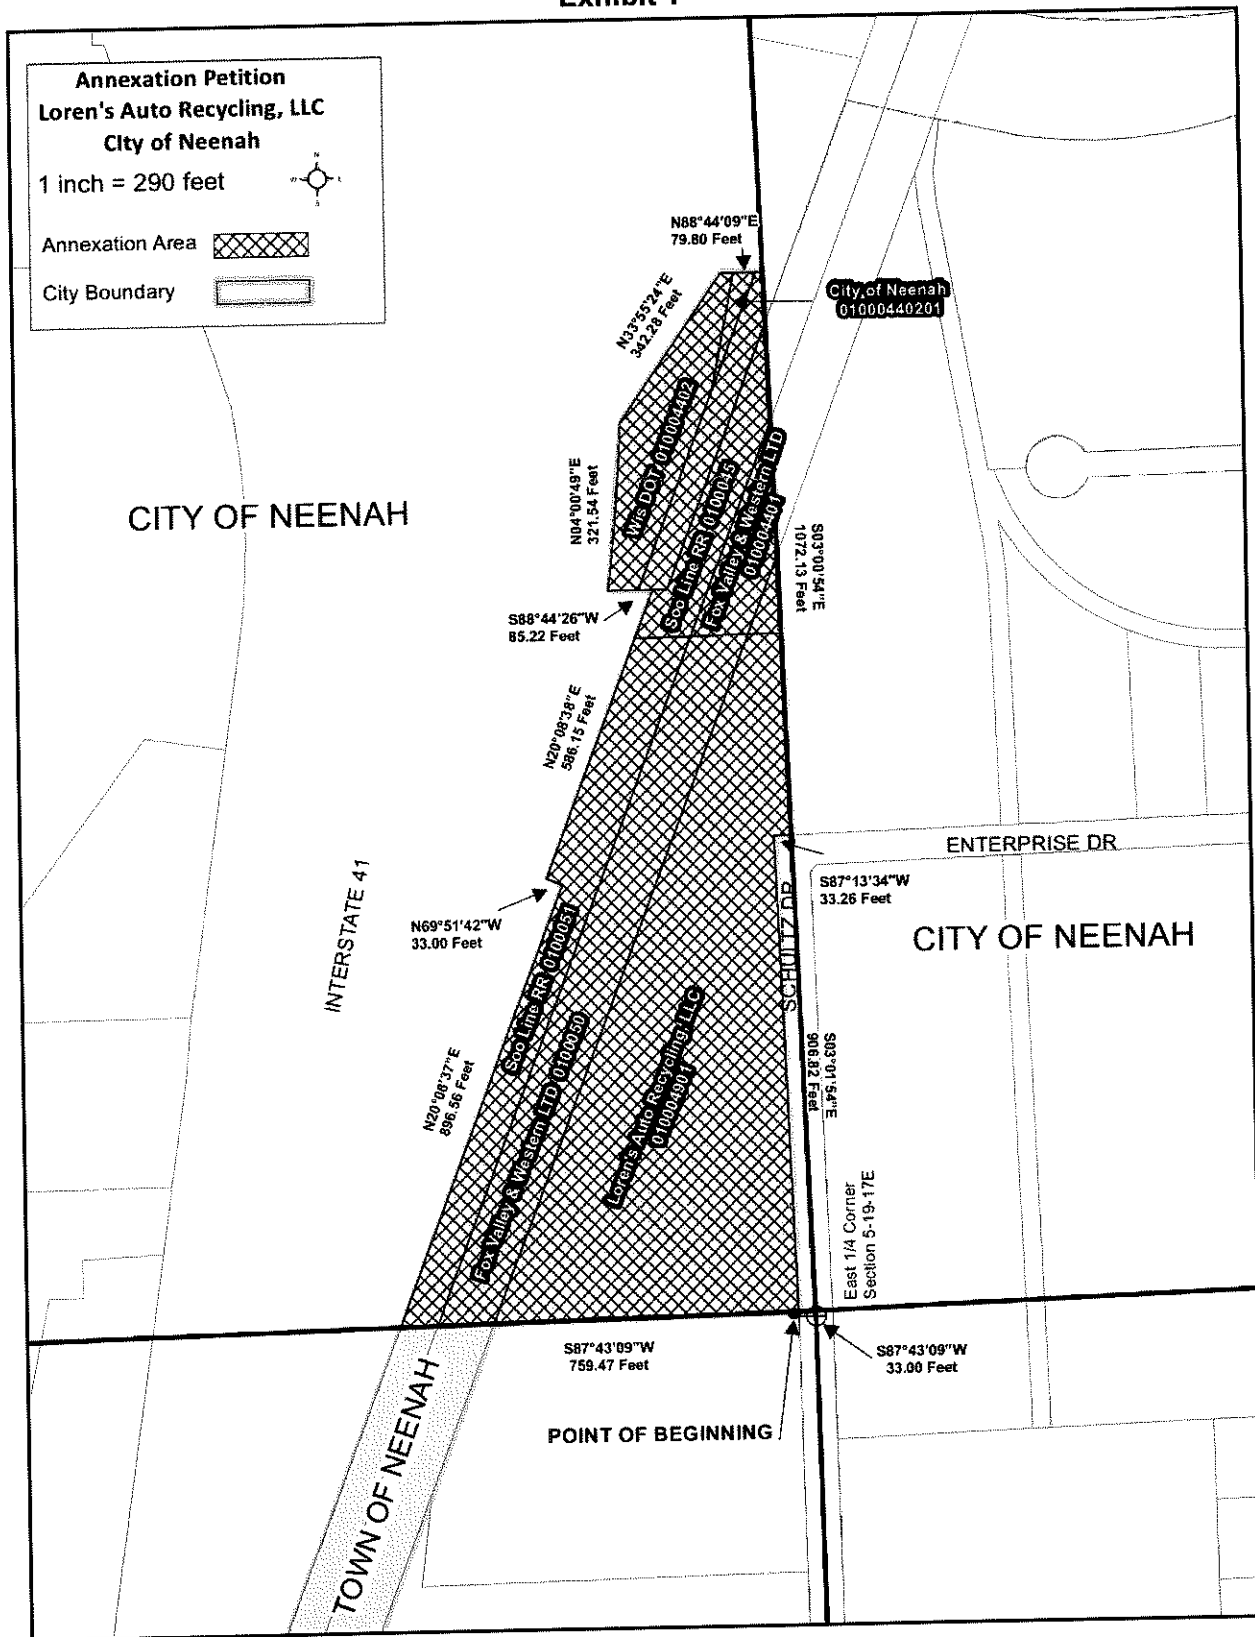 Annexation Petition
Loren's Auto Recycling, LLC
City of Neenah
1 inch = 290 feet
N
Annexation Area
City Boundary
N88°44'09"E
79.80 Feet
City of Neenah
01000440201
N33°55'24"E
342.28 Feet
Wis DOT 010004402
N04°00'49"E
321.54 Feet
Soo Line RR 0100045
Fox Valley & Western LTD
010004401
CITY OF NEENAH
S03°00'54"E
1072.13 Feet
S88°44'26"W
85.22 Feet
N20°08'38"E
586.15 Feet
ENTERPRISE DR
S87°13'34"W
33.26 Feet
SCHULTZ DR
INTERSTATE 41
N69°51'42"W
33.00 Feet
CITY OF NEENAH
Soo Line RR 0100051
Fox Valley & Western LTD 0100050
Loren's Auto Recycling, LLC
010004901
N20°08'37"E
896.56 Feet
S03°01'54"E
906.82 Feet
East 1/4 Corner
Section 5-19-17E
S87°43'09"W
759.47 Feet
S87°43'09"W
33.00 Feet
POINT OF BEGINNING
TOWN OF NEENAH